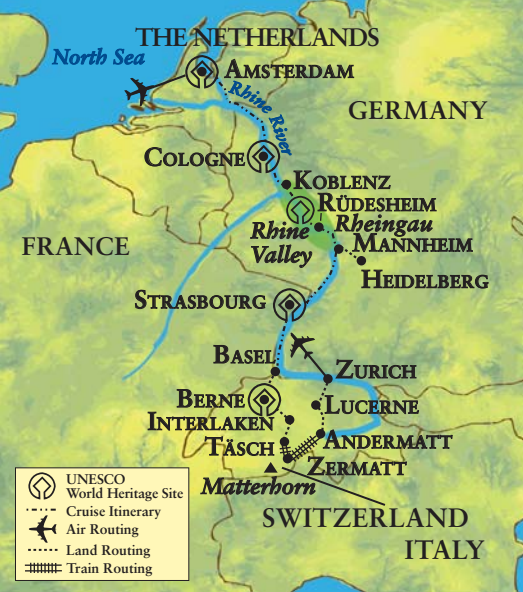 THE NETHERLANDS
North Sea
AMSTERDAM
Rhine River
GERMANY
COLOGNE
KOBLENZ
RÜDESHEIM
Rheingau
Rhine
Valley
MANNHEIM
FRANCE
HEIDELBERG
STRASBOURG
BASEL
ZURICH
BERNE
LUCERNE
INTERLAKEN
ANDERMATT
TÄSCH
ZERMATT
Matterhorn
SWITZERLAND
ITALY
UNESCO
World Heritage Site
Cruise Itinerary
Air Routing
Land Routing
Train Routing